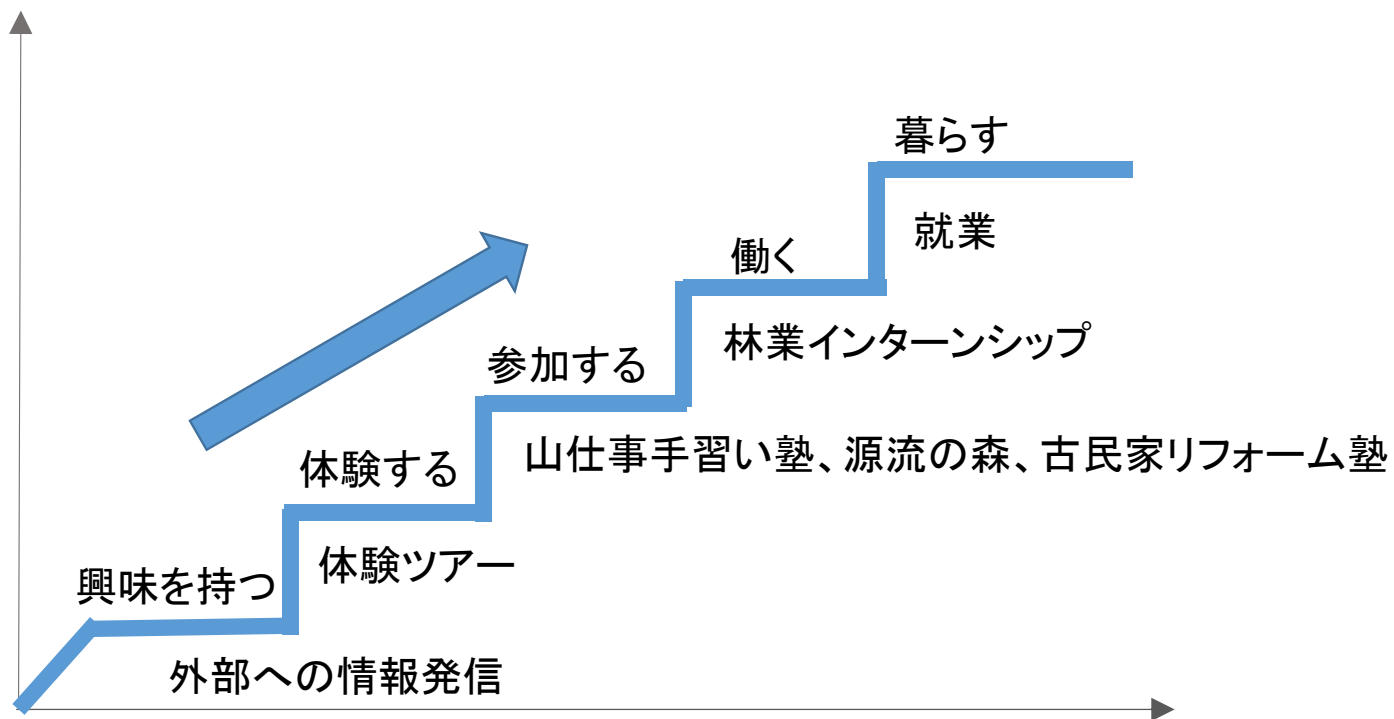 暮らす
就業
働く
林業インターンシップ
参加する
山仕事手習い塾、源流の森、古民家リフォーム塾
体験する
体験ツアー
興味を持つ
外部への情報発信